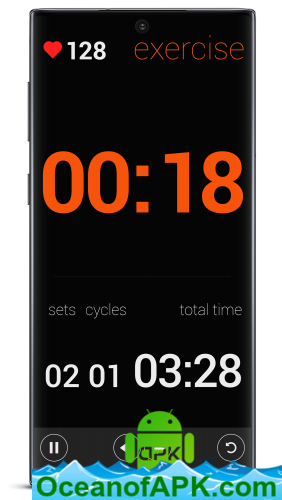 128 exercise
00:18
sets cycles total time
02 01 03:28
APK
OceanofAPK.com